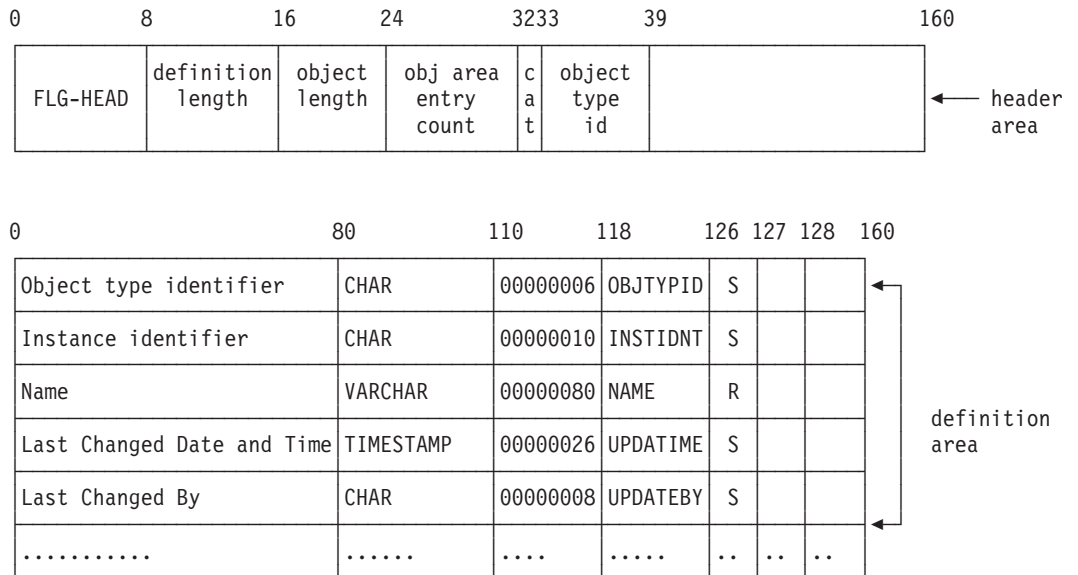 0 8 16 24 3233 39 160
definition object obj area c object
FLG-HEAD length length entry a type header
count t id area
0 80 110 118 126 127 128 160
Object type identifier CHAR 00000006 OBJTYPID S
Instance identifier CHAR 00000010 INSTIDNT S
Name VARCHAR 00000080 NAME R
definition
Last Changed Date and Time TIMESTAMP 00000026 UPDATIME S area
Last Changed By CHAR 00000008 UPDATEBY S
........... ...... .... ..... .. .. ..